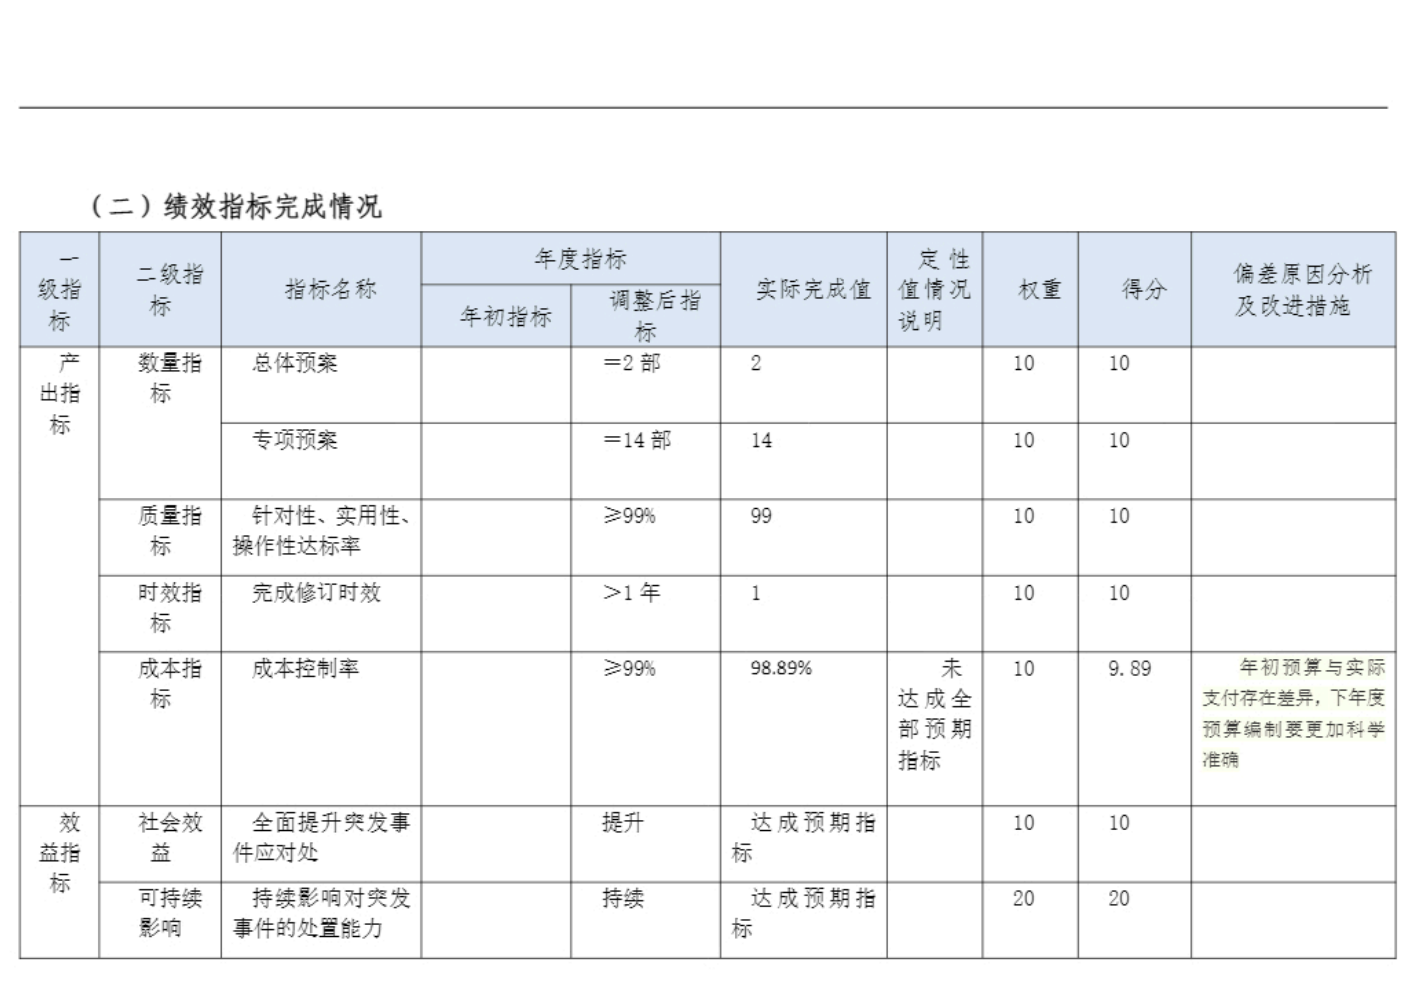 （二）绩效指标完成情况
一
级指
标
二级指
标
指标名称
年度指标
年初指标
调整后指
标
实际完成值
定性
值情况
说明
权重
得分
偏差原因分析
及改进措施
产
出指
标
数量指
标
总体预案
=2 部
2
10
10
专项预案
=14 部
14
10
10
质量指
标
针对性、实用性、
操作性达标率
≥99%
99
10
10
时效指
标
完成修订时效
>1 年
1
10
10
成本指
标
成本控制率
≥99%
98.89%
未
达成全
部预期
指标
10
9.89
年初预算与实际
支付存在差异，下年度
预算编制要更加科学
准确
效
益指
标
社会效
益
全面提升突发事
件应对处
提升
达成预期指
标
10
10
可持续
影响
持续影响对突发
事件的处置能力
持续
达成预期指
标
20
20